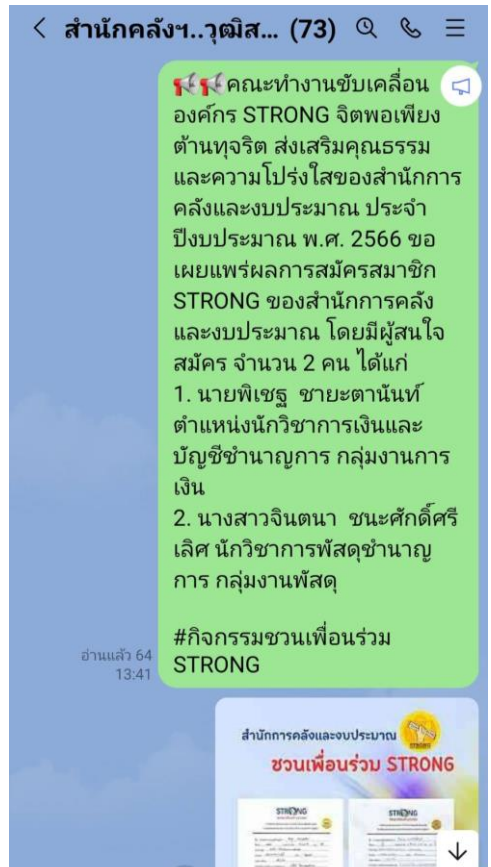 สำนักคลังฯ..วุฒิส... (73)
📢📢คณะทำงานขับเคลื่อน
องค์กร STRONG จิตพอเพียง
ต้านทุจริต ส่งเสริมคุณธรรม
และความโปร่งใสของสำนักการ
คลังและงบประมาณ ประจำ
ปีงบประมาณ พ.ศ. 2566 ขอ
เผยแพร่ผลการสมัครสมาชิก
STRONG ของสำนักการคลัง
และงบประมาณ โดยมีผู้สนใจ
สมัคร จำนวน 2 คน ได้แก่
1. นายพิเชฐ ชายะตานันท์
ตำแหน่งนักวิชาการเงินและ
บัญชีชำนาญการ กลุ่มงานการ
เงิน
2. นางสาวจินตนา ชนะศักดิ์ศรี
เลิศ นักวิชาการพัสดุชำนาญ
การ กลุ่มงานพัสดุ
#กิจกรรมชวนเพื่อนร่วม
STRONG
อ่านแล้ว 64
13:41
สำนักการคลังและงบประมาณ
ชวนเพื่อนร่วม STRONG
STRONG
STRONG